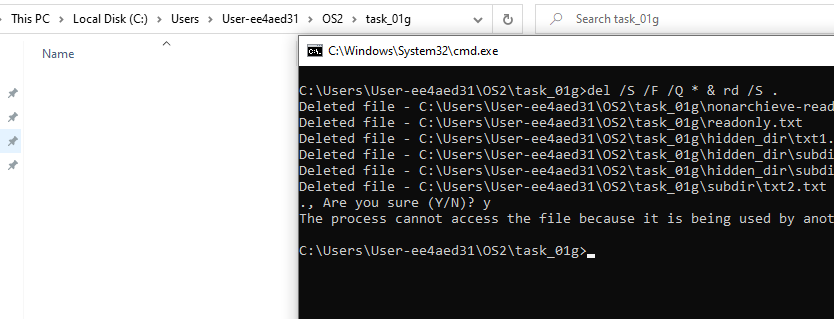 This PC > Local Disk (C:) > Users > User-ee4aed31 > OS2 > task_01g
Search task_01g
Name
C:\Windows\System32\cmd.exe
C:\Users\User-ee4aed31\OS2\task_01g>del /S /F /Q * & rd /S .
Deleted file - C:\Users\User-ee4aed31\OS2\task_01g\nonarchieve-read
Deleted file - C:\Users\User-ee4aed31\OS2\task_01g\readonly.txt
Deleted file - C:\Users\User-ee4aed31\OS2\task_01g\hidden_dir\txt1.
Deleted file - C:\Users\User-ee4aed31\OS2\task_01g\hidden_dir\subdi
Deleted file - C:\Users\User-ee4aed31\OS2\task_01g\hidden_dir\subdi
Deleted file - C:\Users\User-ee4aed31\OS2\task_01g\subdir\txt2.txt
., Are you sure (Y/N)? y
The process cannot access the file because it is being used by anot
C:\Users\User-ee4aed31\OS2\task_01g>